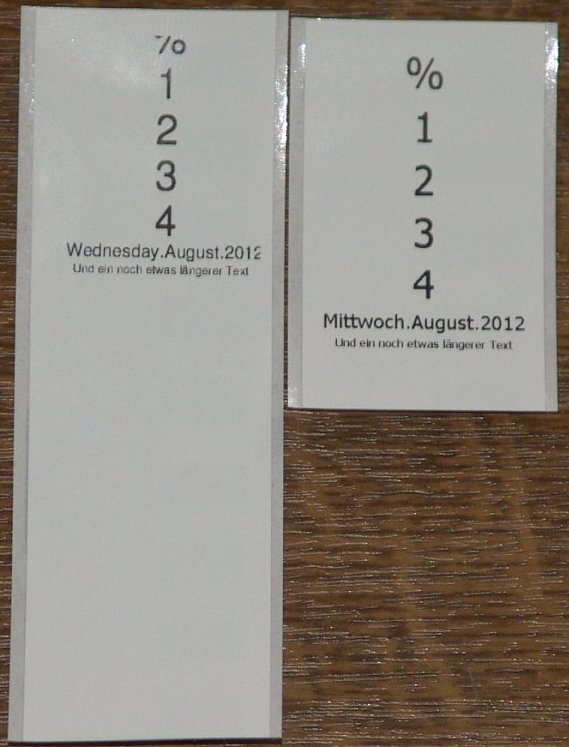 %
1
2
3
4
Wednesday.August.2012
Und ein noch etwas längerer Text
%
1
2
3
4
Mittwoch.August.2012
Und ein noch etwas längerer Text